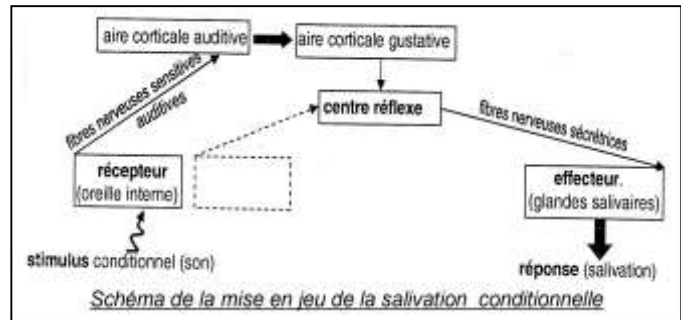 aire corticale auditive
aire corticale gustative
fibres nerveuses sensitives
auditives
centre réflexe
fibres nerveuses sécrétrices
récepteur
(oreille interne)
effecteur.
(glandes salivaires)
stimulus conditionnel (son)
réponse (salivation)
Schéma de la mise en jeu de la salivation conditionnelle